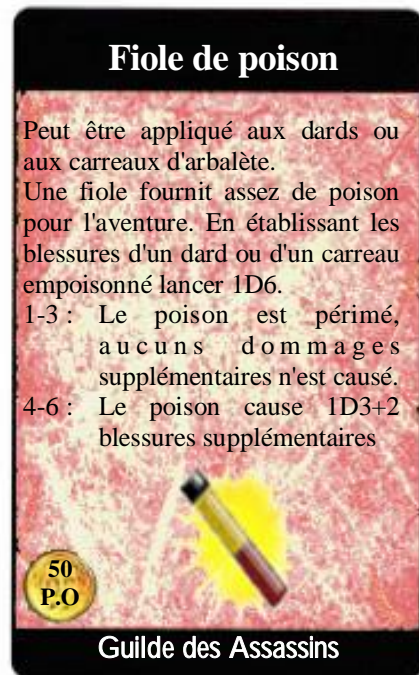 Fiole de poison
Peut être appliqué aux dards ou
aux carreaux d'arbalète.
Une fiole fournit assez de poison
pour l'aventure. En établissant les
blessures d'un dard ou d'un carreau
empoisonné lancer 1D6.
1-3 : Le poison est périmé,
aucuns dommages
supplémentaires n'est causé.
4-6 : Le poison cause 1D3+2
blessures supplémentaires
50
P.O
Guilde des Assassins